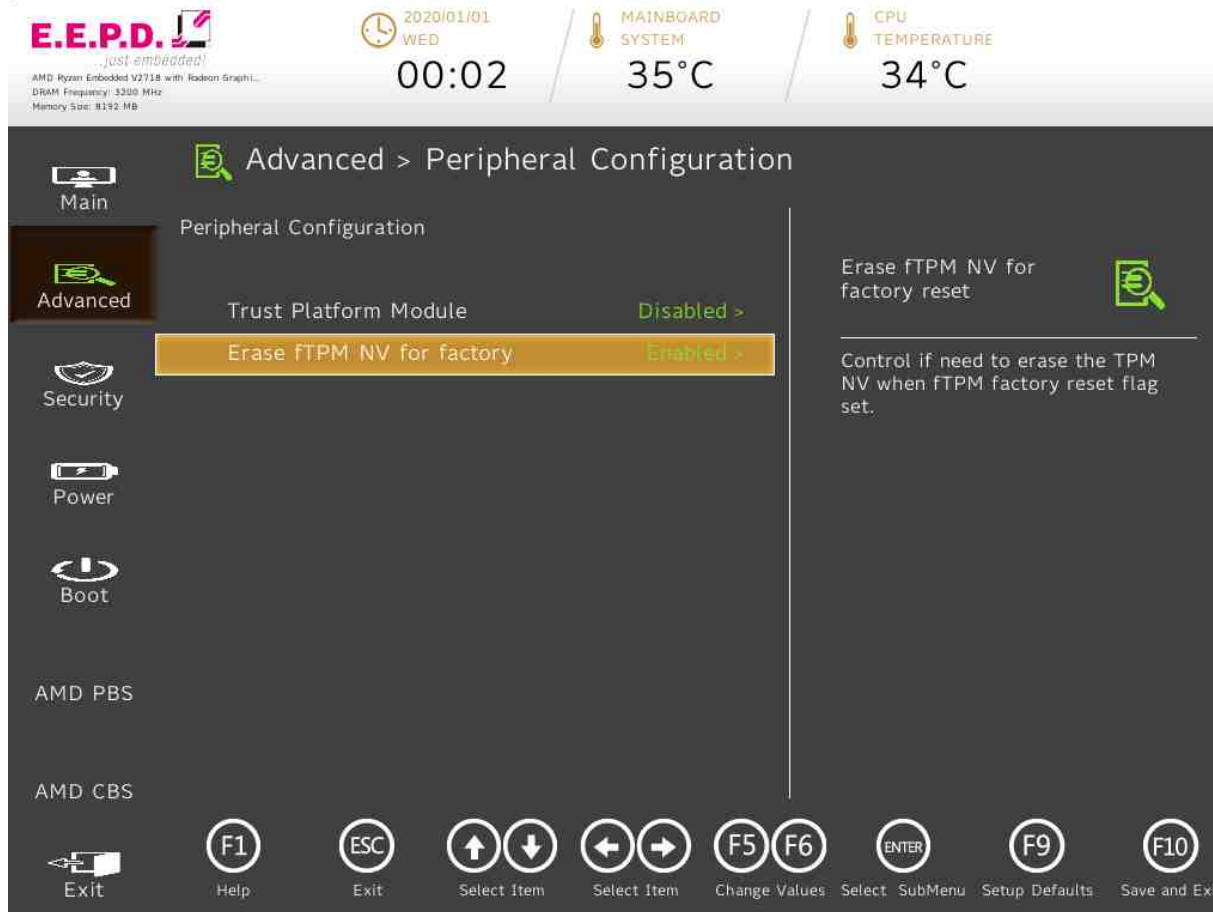 E.E.P.D.
...just embedded!
AMD Ryzen Embedded V2718 with Radeon Graphi...
DRAM Frequency: 3200 MHz
Memory Size: 8192 MB
2020/01/01
WED
00:02
MAINBOARD
SYSTEM
35°C
CPU
TEMPERATURE
34°C
Main
Advanced
Security
Power
Boot
AMD PBS
AMD CBS
Exit
Advanced > Peripheral Configuration
Peripheral Configuration
Trust Platform Module Disabled >
Erase fTPM NV for factory Enabled >
Erase fTPM NV for
factory reset
Control if need to erase the TPM
NV when fTPM factory reset flag
set.
F1
Help
ESC
Exit
Select Item
Select Item
F5 F6
Change Values
ENTER
Select SubMenu
F9
Setup Defaults
F10
Save and Ex